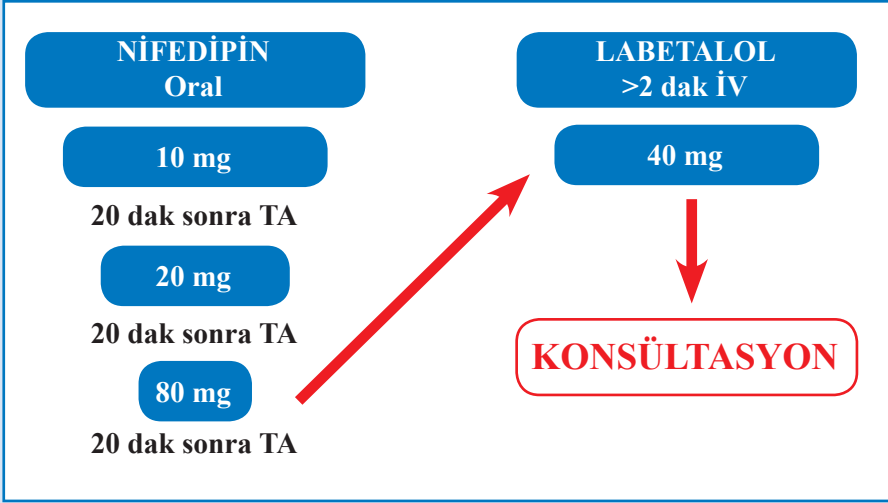 NİFEDİPİN
Oral
10 mg
20 dak sonra TA
20 mg
20 dak sonra TA
80 mg
20 dak sonra TA
LABETALOL
>2 dak İV
40 mg
KONSÜLTASYON